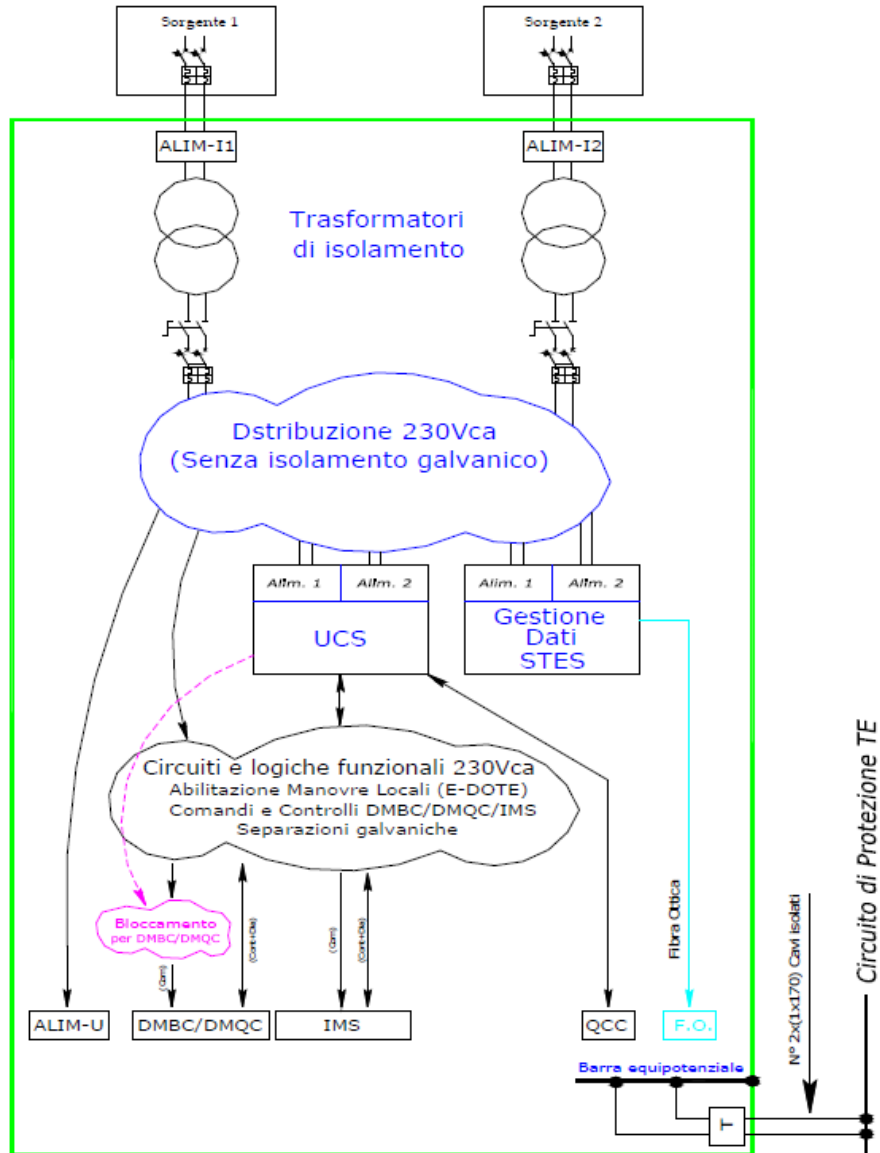 Sorgente 1
Sorgente 2
ALIM-I1
ALIM-I2
Trasformatori
di isolamento
Dstribuzione 230Vca
(Senza isolamento galvanico)
Alim. 1
Alim. 2
Alim. 1
Alim. 2
UCS
Gestione
Dati
STES
Circuiti e logiche funzionali 230Vca
Abilitazione Manovre Locali (E-DOTE)
Comandi e Controlli DMBC/DMQC/IMS
Separazioni galvaniche
Bloccamento
per DMBC/DMQC
(Com)
(Cont+Dia)
(Com)
(Cont+Dia)
Fibra Ottica
N° 2x(1x170) Cavi isolati
Circuito di Protezione TE
ALIM-U
DMBC/DMQC
IMS
QCC
F.O.
Barra equipotenziale
T